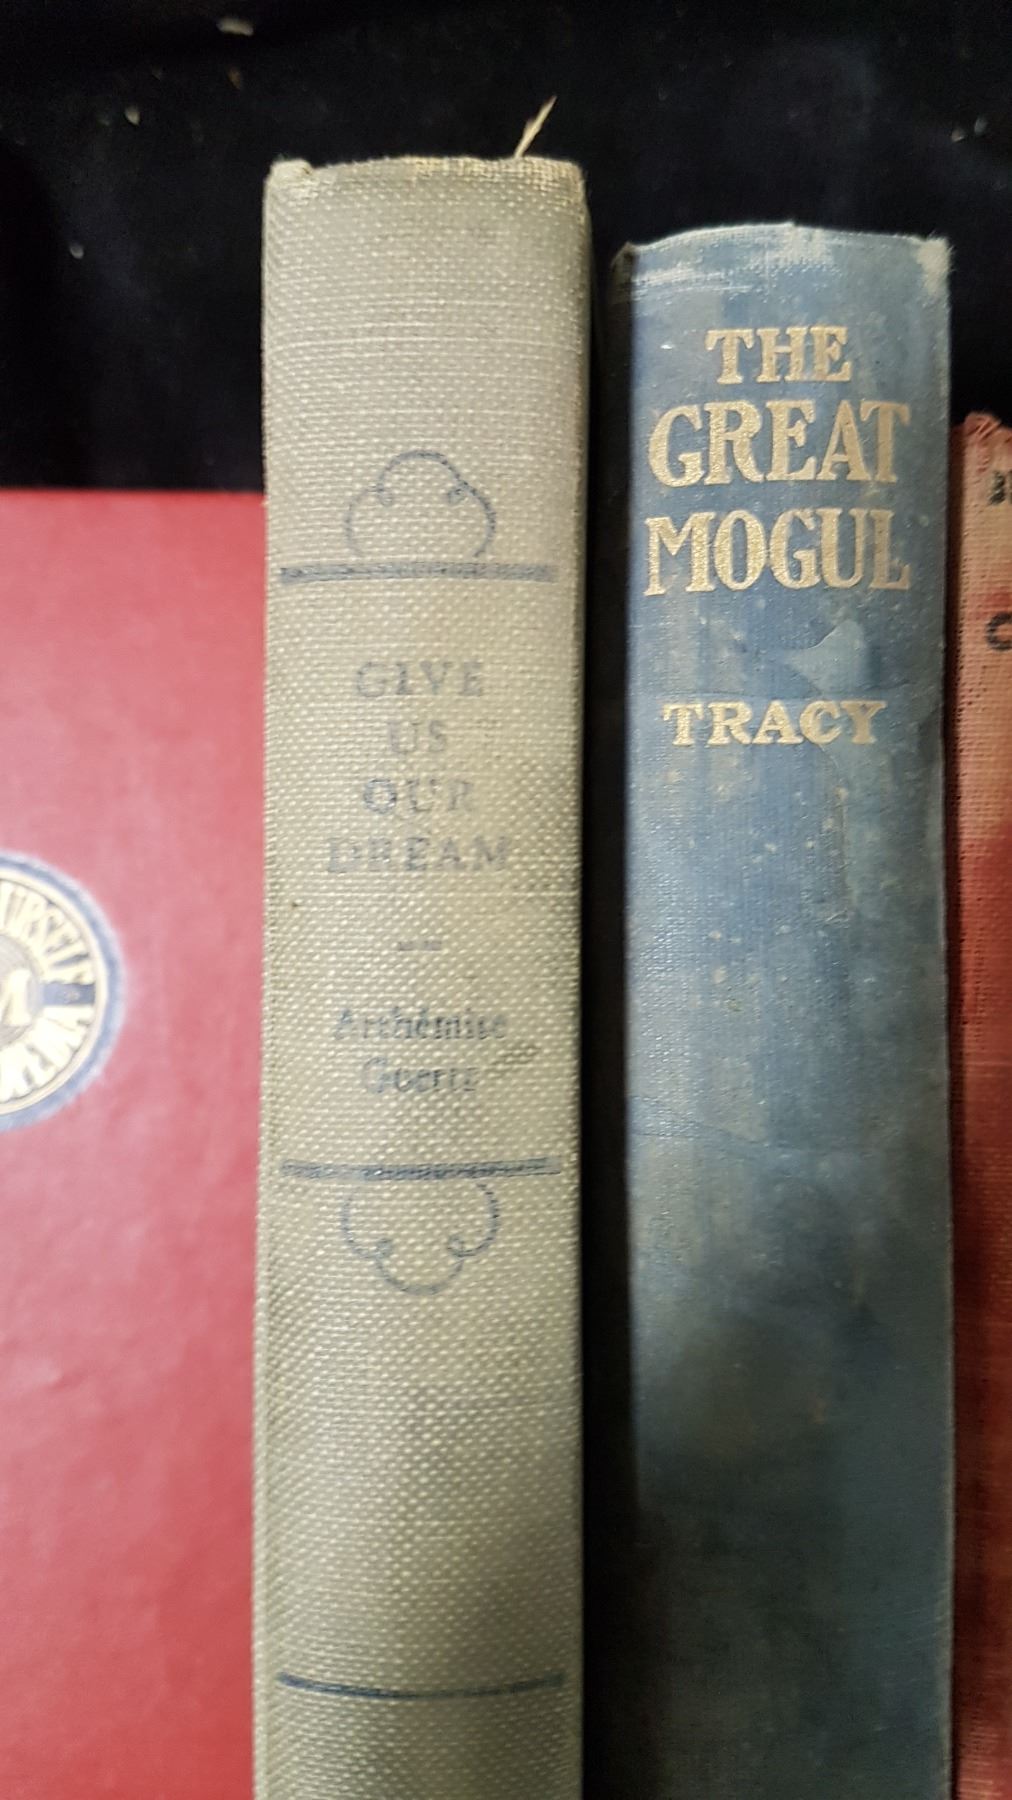 GIVE
US
OUR
DREAM
Arthémise
Goertz
THE
GREAT
MOGUL
TRACY